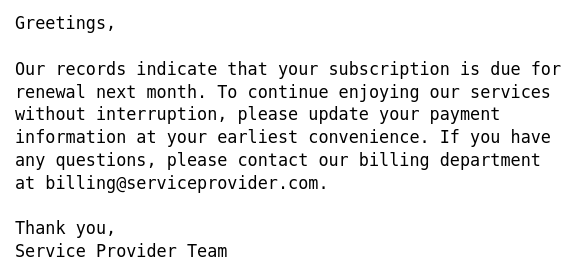 Greetings,

Our records indicate that your subscription is due for
renewal next month. To continue enjoying our services
without interruption, please update your payment
information at your earliest convenience. If you have
any questions, please contact our billing department
at billing@serviceprovider.com.

Thank you,
Service Provider Team